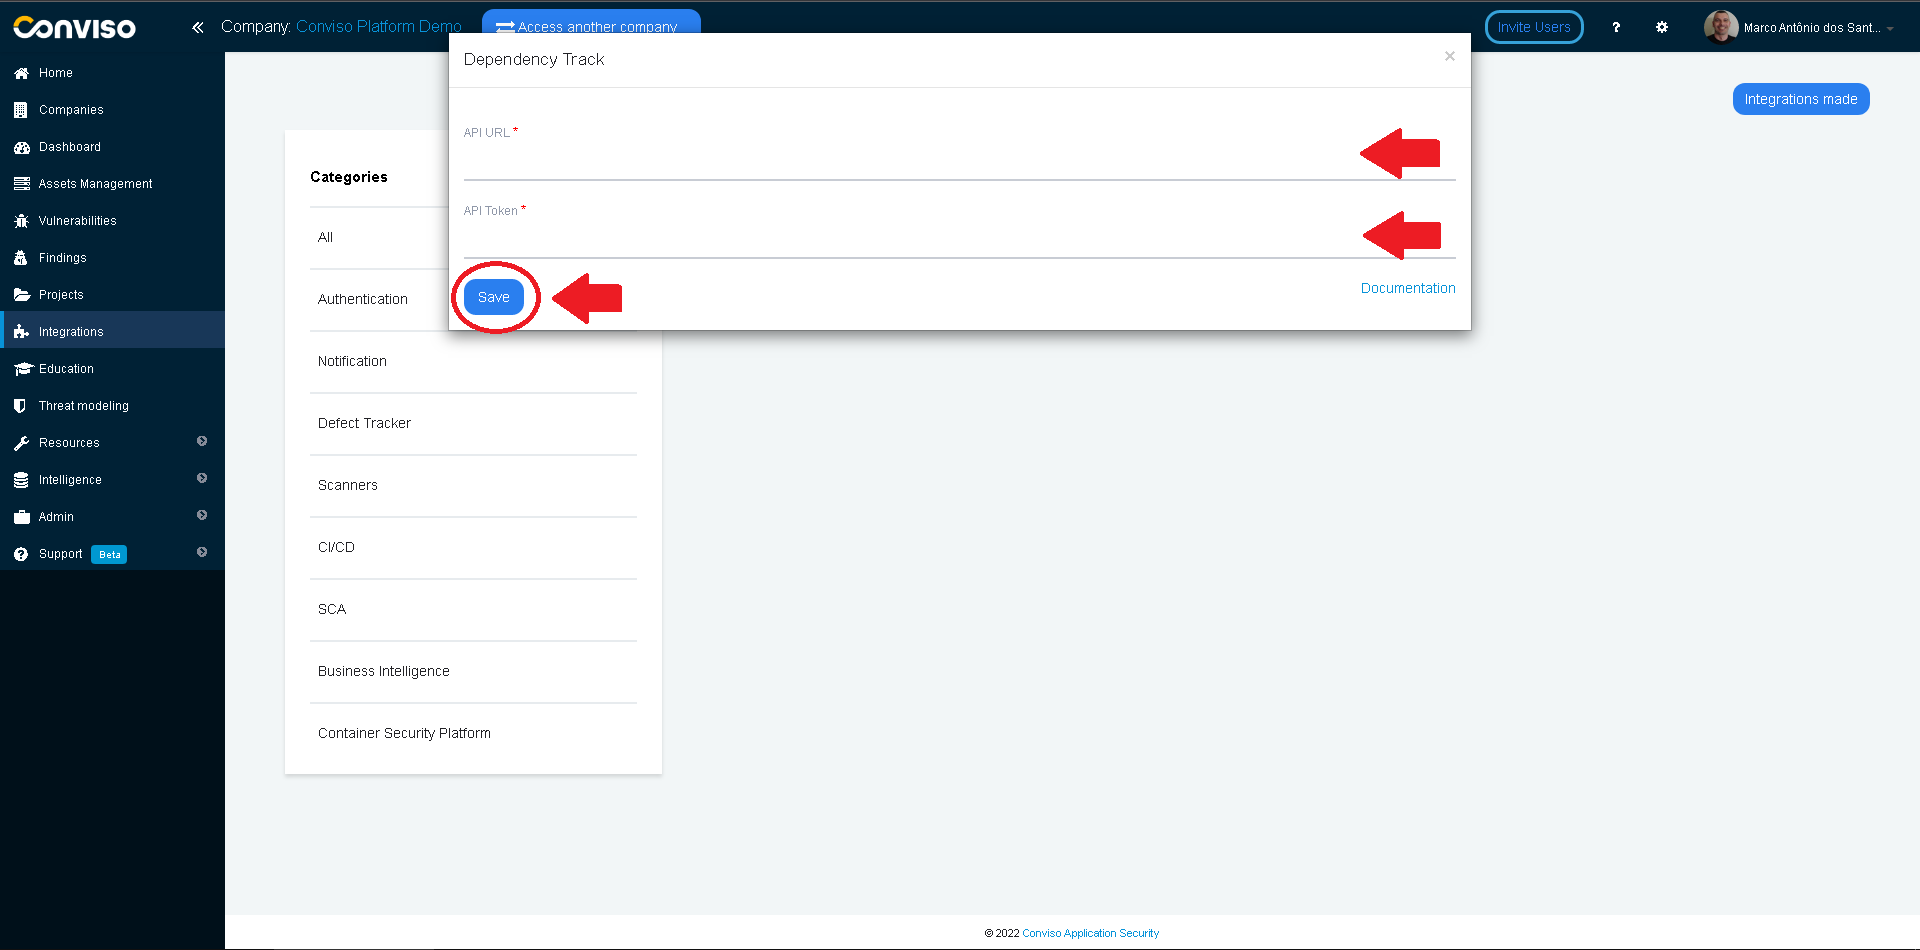 Conviso
Company: Conviso Platform Demo
Access another company
Invite Users
?
Marco Antônio dos Sant...
Home
Companies
Dashboard
Assets Management
Vulnerabilities
Findings
Projects
Integrations
Education
Threat modeling
Resources
Intelligence
Admin
Support Beta
Dependency Track
×
API URL *
API Token *
Save
Documentation
Integrations made
Categories
All
Authentication
Notification
Defect Tracker
Scanners
CI/CD
SCA
Business Intelligence
Container Security Platform
© 2022 Conviso Application Security